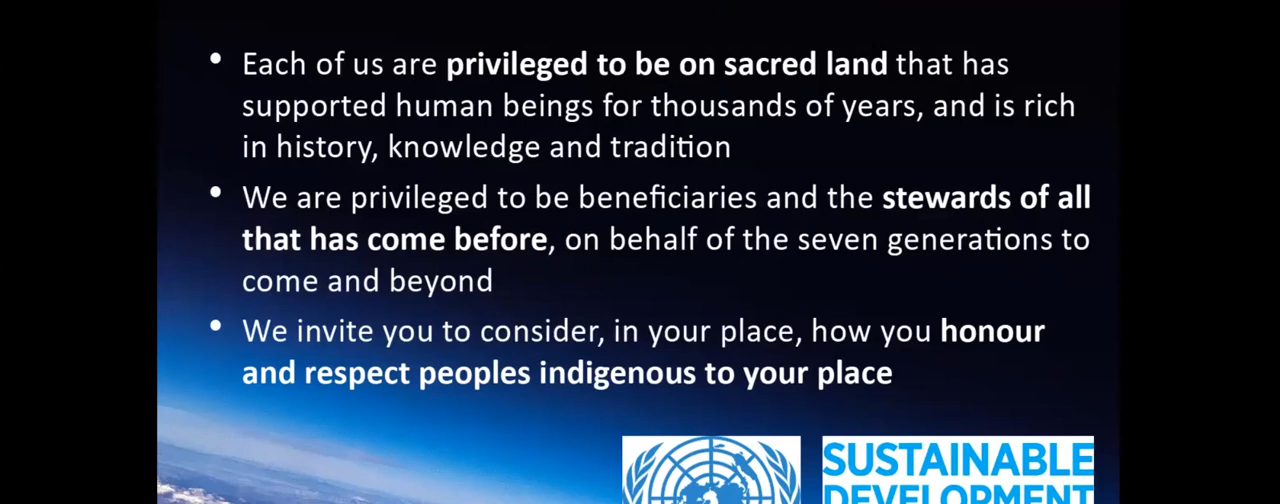 • Each of us are privileged to be on sacred land that has
supported human beings for thousands of years, and is rich
in history, knowledge and tradition
• We are privileged to be beneficiaries and the stewards of all
that has come before, on behalf of the seven generations to
come and beyond
• We invite you to consider, in your place, how you honour
and respect peoples indigenous to your place
SUSTAINABLE
DEVELOPMENT